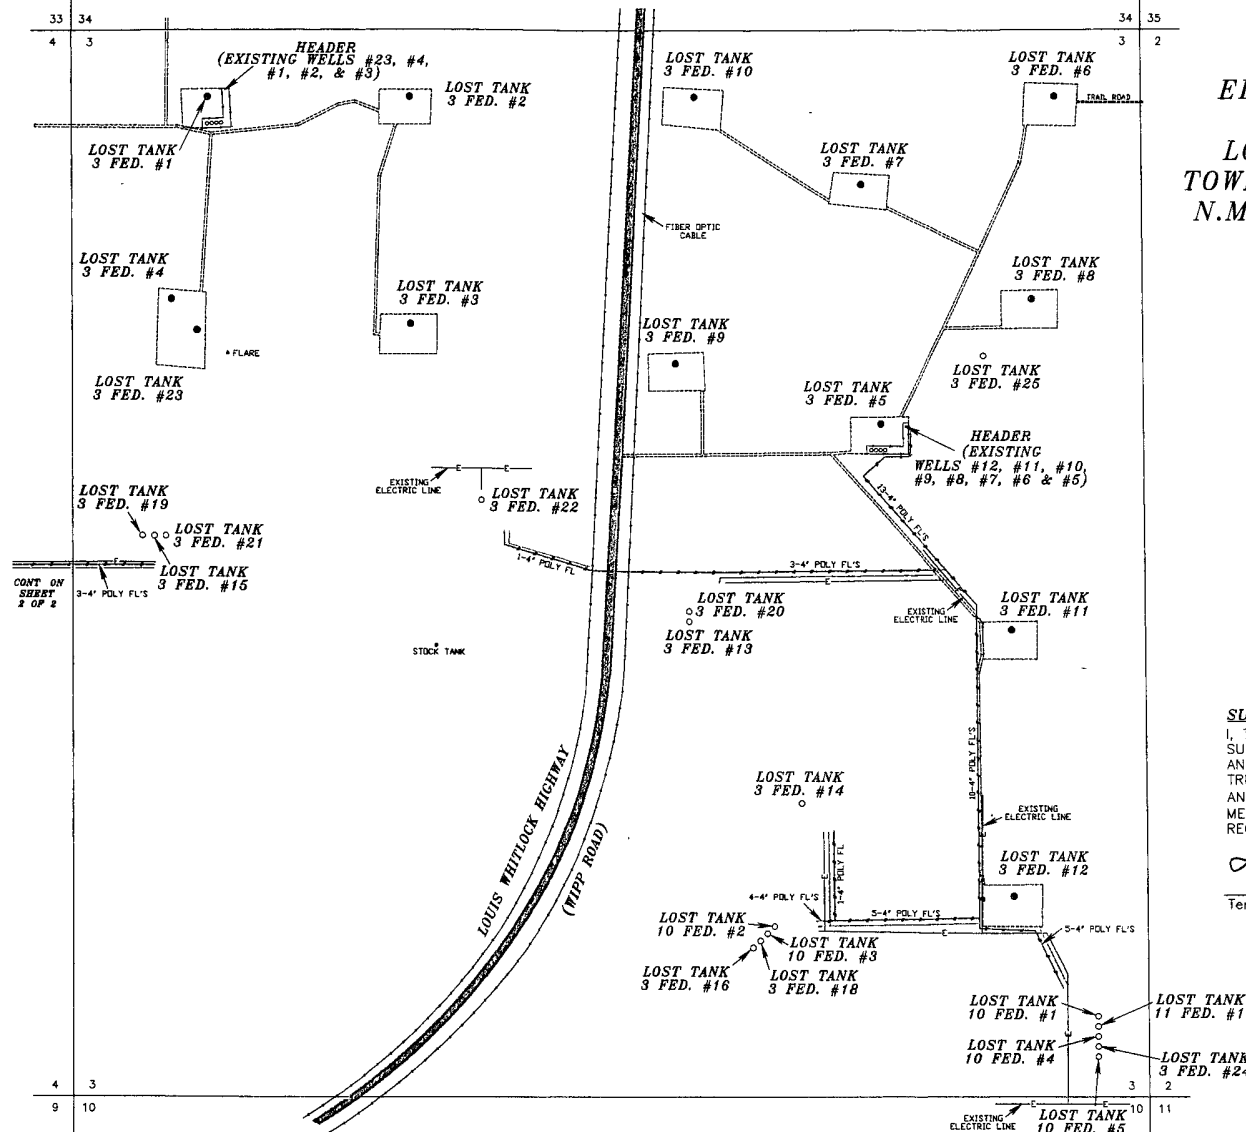 33 34
4 3
34 35
3 2
HEADER
(EXISTING WELLS #23, #4,
#1, #2, & #3)
LOST TANK
3 FED. #2
LOST TANK
3 FED. #1
LOST TANK
3 FED. #10
LOST TANK
3 FED. #6
TRAIL ROAD
LOST TANK
3 FED. #7
FIBER OPTIC
CABLE
LOST TANK
3 FED. #4
LOST TANK
3 FED. #3
LOST TANK
3 FED. #8
FLARE
LOST TANK
3 FED. #23
LOST TANK
3 FED. #9
LOST TANK
3 FED. #25
LOST TANK
3 FED. #5
HEADER
(EXISTING
WELLS #12, #11, #10,
#9, #8, #7, #6 & #5)
EXISTING
ELECTRIC LINE
E E
LOST TANK
3 FED. #22
LOST TANK
3 FED. #19
LOST TANK
3 FED. #21
LOST TANK
3 FED. #15
E
CONT ON
SHEET
2 OF 2
3-4" POLY FL'S
1-4" POLY FL
3-4" POLY FL'S
E
13-4" POLY FL'S
EXISTING
ELECTRIC LINE
LOST TANK
3 FED. #20
LOST TANK
3 FED. #13
LOST TANK
3 FED. #11
STOCK TANK
10-4" POLY FL'S
LOUIS WHITLOCK HIGHWAY
(WIPP ROAD)
LOST TANK
3 FED. #14
EXISTING
ELECTRIC LINE
LOST TANK
3 FED. #12
1-4" POLY FL
E
4-4" POLY FL'S
5-4" POLY FL'S
E
5-4" POLY FL'S
LOST TANK
10 FED. #2
LOST TANK
10 FED. #3
LOST TANK
3 FED. #16
LOST TANK
3 FED. #18
LOST TANK
10 FED. #1
LOST TANK
11 FED. #1
LOST TANK
10 FED. #4
LOST TANK
3 FED. #24
4 3
9 10
3 2
10 11
EXISTING
ELECTRIC LINE
E E
LOST TANK
10 FED. #5
N.M
SU
I,
SU
AN
TR
AN
ME
RE
Te